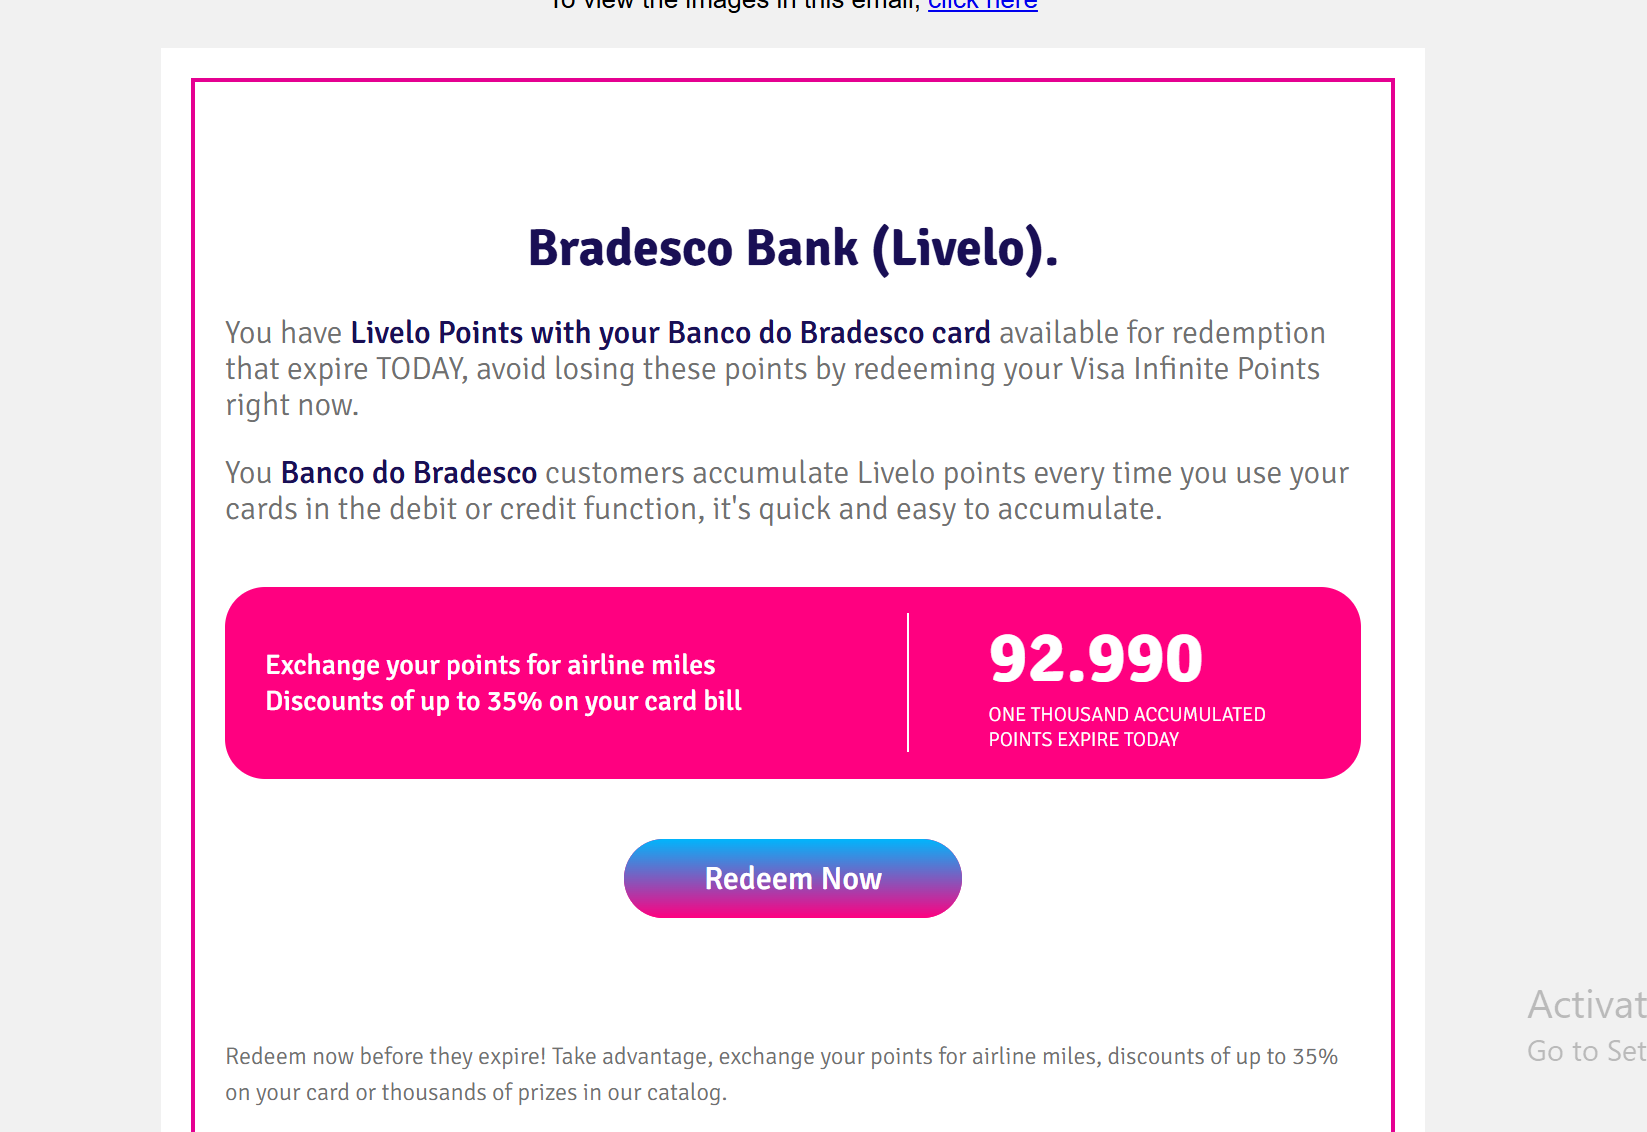 To view the images in this email, click here
Bradesco Bank (Livelo).
You have Livelo Points with your Banco do Bradesco card available for redemption
that expire TODAY, avoid losing these points by redeeming your Visa Infinite Points
right now.
You Banco do Bradesco customers accumulate Livelo points every time you use your
cards in the debit or credit function, it's quick and easy to accumulate.
Exchange your points for airline miles
Discounts of up to 35% on your card bill
92.990
ONE THOUSAND ACCUMULATED
POINTS EXPIRE TODAY
Redeem Now
Redeem now before they expire! Take advantage, exchange your points for airline miles, discounts of up to 35%
on your card or thousands of prizes in our catalog.
Activat
Go to Set